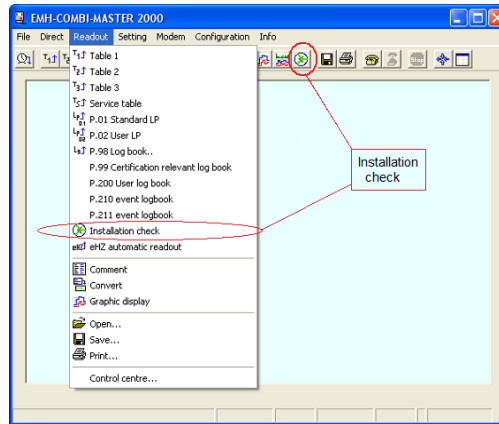 EMH-COMBI-MASTER 2000
File Direct Readout Setting Modem Configuration Info
Table 1
Table 2
Table 3
Service table
P.01 Standard LP
P.02 User LP
P.98 Log book..
P.99 Certification relevant log book
P.200 User log book
P.210 event logbook
P.211 event logbook
Installation check
eHZ automatic readout
Comment
Convert
Graphic display
Open...
Save...
Print...
Control centre...
Installation
check